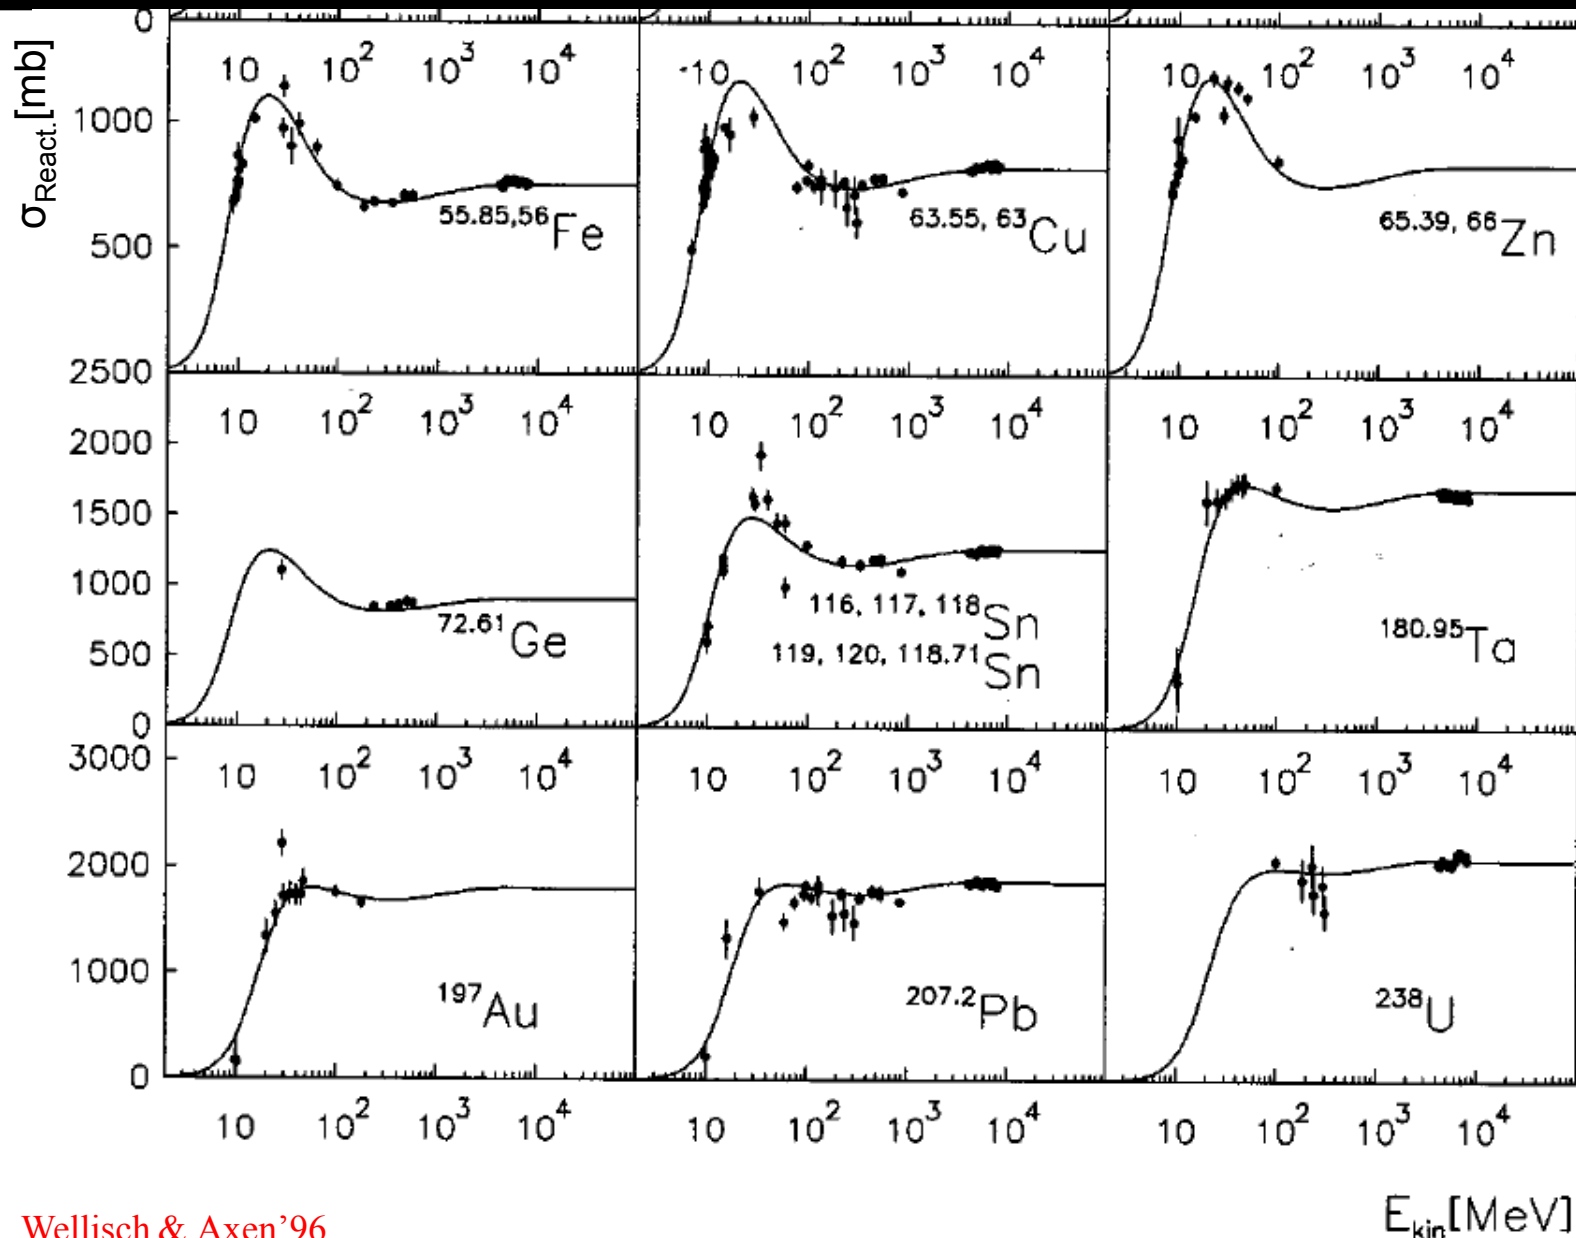 σReact.[mb]
0
10 10² 10³ 10⁴ -10 10² 10³ 10⁴ 10 10² 10³ 10⁴
1000
55.85,56Fe 63.55, 63Cu 65.39, 66Zn
500
2500
10 10² 10³ 10⁴ 10 10² 10³ 10⁴ 10 10² 10³ 10⁴
2000
1500
1000
116, 117, 118Sn
72.61Ge 180.95Ta
500
119, 120, 118.71Sn
0
3000
10 10² 10³ 10⁴ 10 10² 10³ 10⁴ 10 10² 10³ 10⁴
2000
1000
197Au 207.2Pb 238U
0
10 10² 10³ 10⁴ 10 10² 10³ 10⁴ 10 10² 10³ 10⁴
Ekin[MeV]
Wellisch & Axen'96